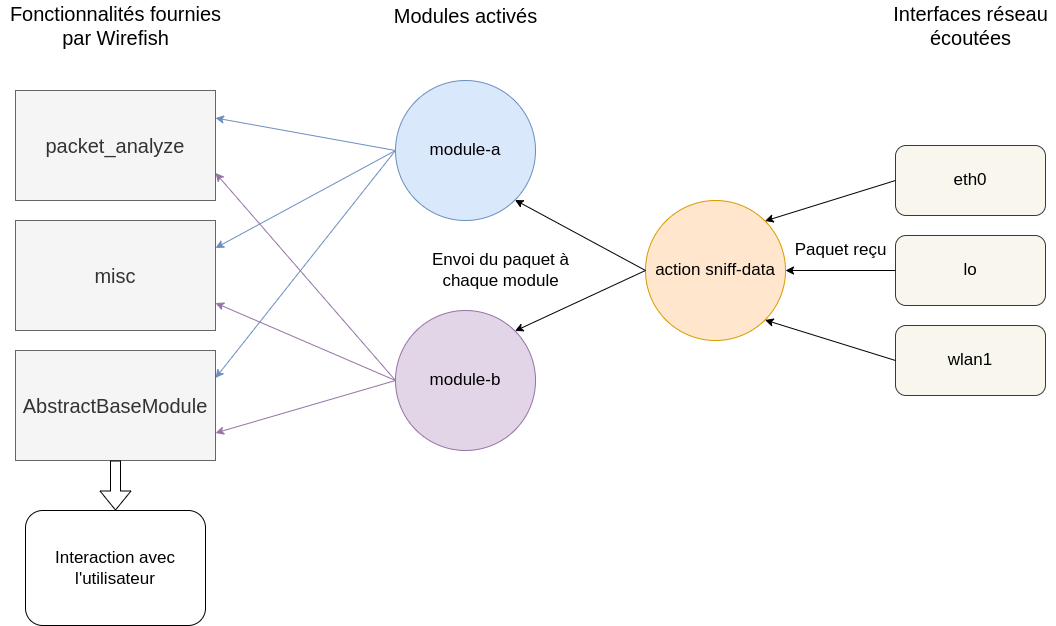 Fonctionnalités fournies
par Wirefish
Modules activés
Interfaces réseau
écoutées
packet_analyze
misc
AbstractBaseModule
Interaction avec
l'utilisateur
module-a
Envoi du paquet à
chaque module
module-b
action sniff-data
Paquet reçu
eth0
lo
wlan1